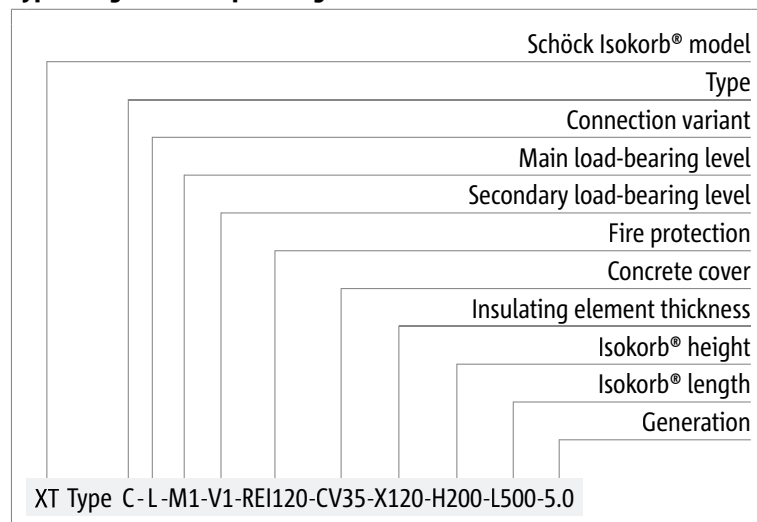 Schöck Isokorb® model
Type
Connection variant
Main load-bearing level
Secondary load-bearing level
Fire protection
Concrete cover
Insulating element thickness
Isokorb® height
Isokorb® length
Generation
XT Type C-L-M1-V1-REI120-CV35-X120-H200-L500-5.0